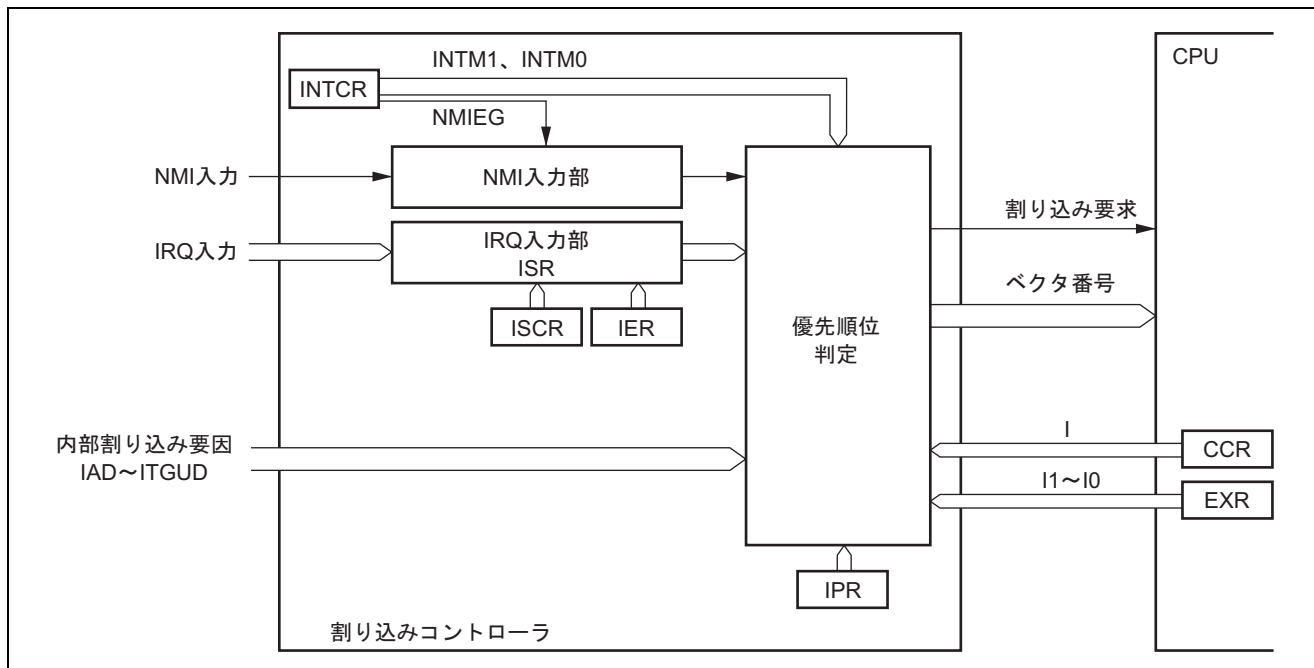 INTM1、INTM0
CPU
INTCR
NMIEG
NMI入力
NMI入力部
割り込み要求
IRQ入力
IRQ入力部
ISR
ベクタ番号
ISCR
IER
優先順位
判定
内部割り込み要因
IAD～ITGUD
I
CCR
I1～I0
EXR
IPR
割り込みコントローラ